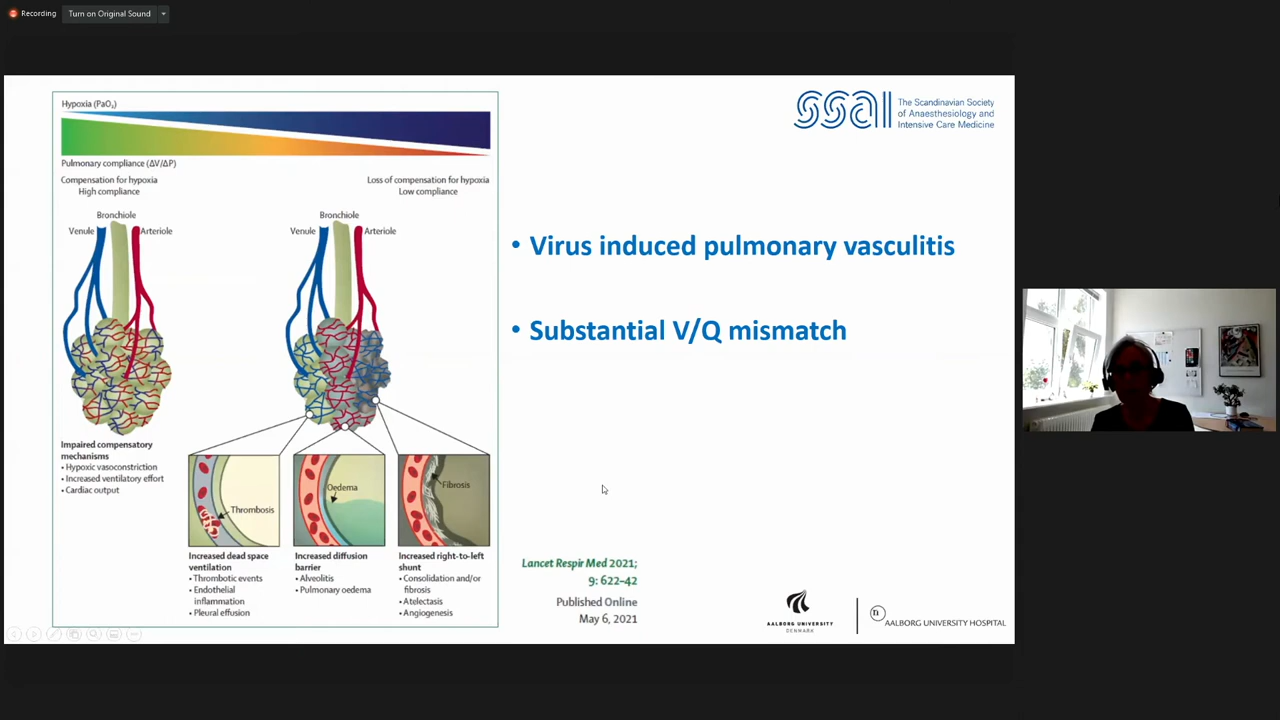 Recording
Turn on Original Sound
Hypoxia (PaO₂)
Pulmonary compliance (ΔV/ΔP)
Compensation for hypoxia
High compliance
Loss of compensation for hypoxia
Low compliance
Bronchiole
Venule
Arteriole
Bronchiole
Venule
Arteriole
Impaired compensatory
mechanisms
• Hypoxic vasoconstriction
• Increased ventilatory effort
• Cardiac output
Thrombosis
Oedema
Fibrosis
Increased dead space
ventilation
• Thrombotic events
• Endothelial
inflammation
• Pleural effusion
Increased diffusion
barrier
• Alveolitis
• Pulmonary oedema
Increased right-to-left
shunt
• Consolidation and/or
fibrosis
• Atelectasis
• Angiogenesis
ssai
The Scandinavian Society
of Anaesthesiology and
Intensive Care Medicine
• Virus induced pulmonary vasculitis
• Substantial V/Q mismatch
Lancet Respir Med 2021;
9: 622–42
Published Online
May 6, 2021
AALBORG UNIVERSITY
DENMARK
n
AALBORG UNIVERSITY HOSPITAL